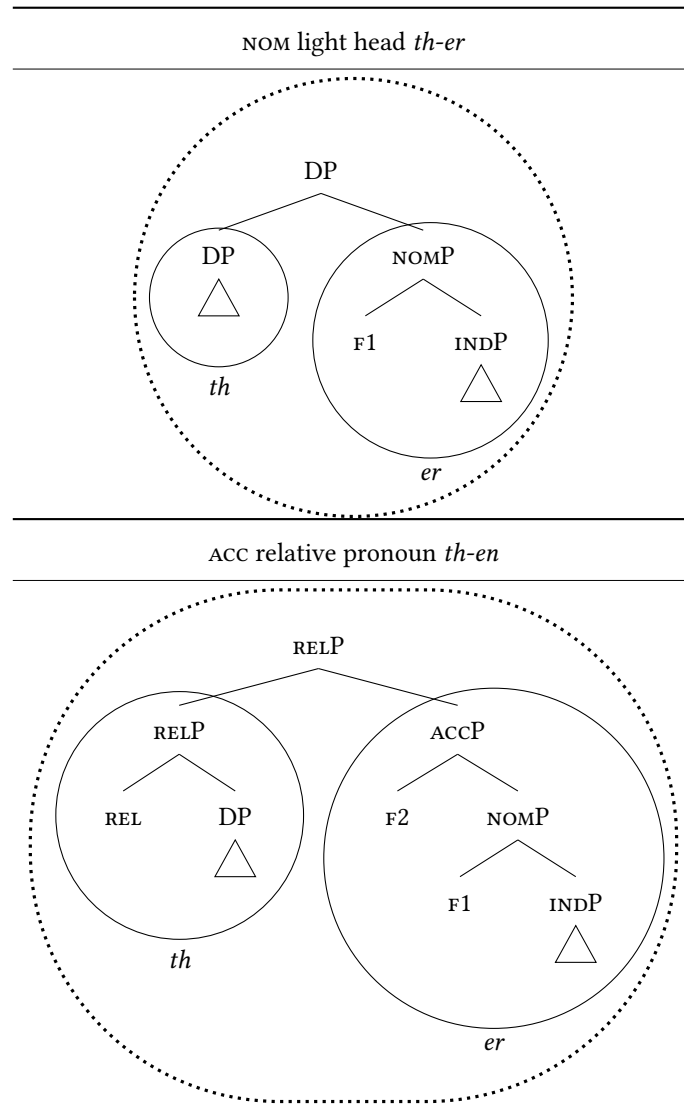 NOM light head th-er
DP
DP NOMP
F1 INDP
th
er
ACC relative pronoun th-en
RELP
RELP ACCP
REL DP F2 NOMP
F1 INDP
th
er